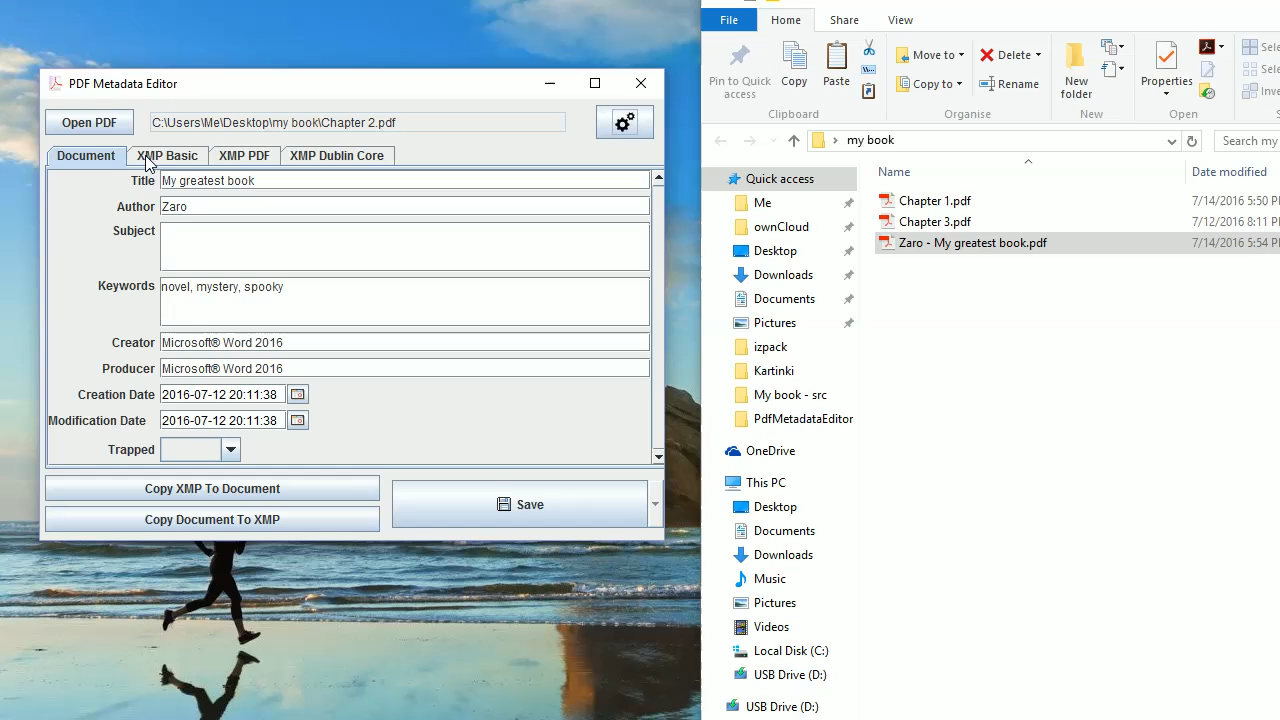 PDF Metadata Editor
Open PDF
C:\Users\Me\Desktop\my book\Chapter 2.pdf
Document
XMP Basic
XMP PDF
XMP Dublin Core
Title
My greatest book
Author
Zaro
Subject
Keywords
novel, mystery, spooky
Creator
Microsoft® Word 2016
Producer
Microsoft® Word 2016
Creation Date
2016-07-12 20:11:38
Modification Date
2016-07-12 20:11:38
Trapped
Copy XMP To Document
Copy Document To XMP
Save
File
Home
Share
View
Pin to Quick access
Copy
Paste
Clipboard
Move to
Copy to
Delete
Rename
Organise
New folder
New
Properties
Open
Sele
Sele
Inve
my book
Search my
Quick access
Me
ownCloud
Desktop
Downloads
Documents
Pictures
izpack
Kartinki
My book - src
PdfMetadataEditor
OneDrive
This PC
Desktop
Documents
Downloads
Music
Pictures
Videos
Local Disk (C:)
USB Drive (D:)
USB Drive (D:)
Name
Date modified
Chapter 1.pdf
7/14/2016 5:50 P
Chapter 3.pdf
7/12/2016 8:11 P
Zaro - My greatest book.pdf
7/14/2016 5:54 P